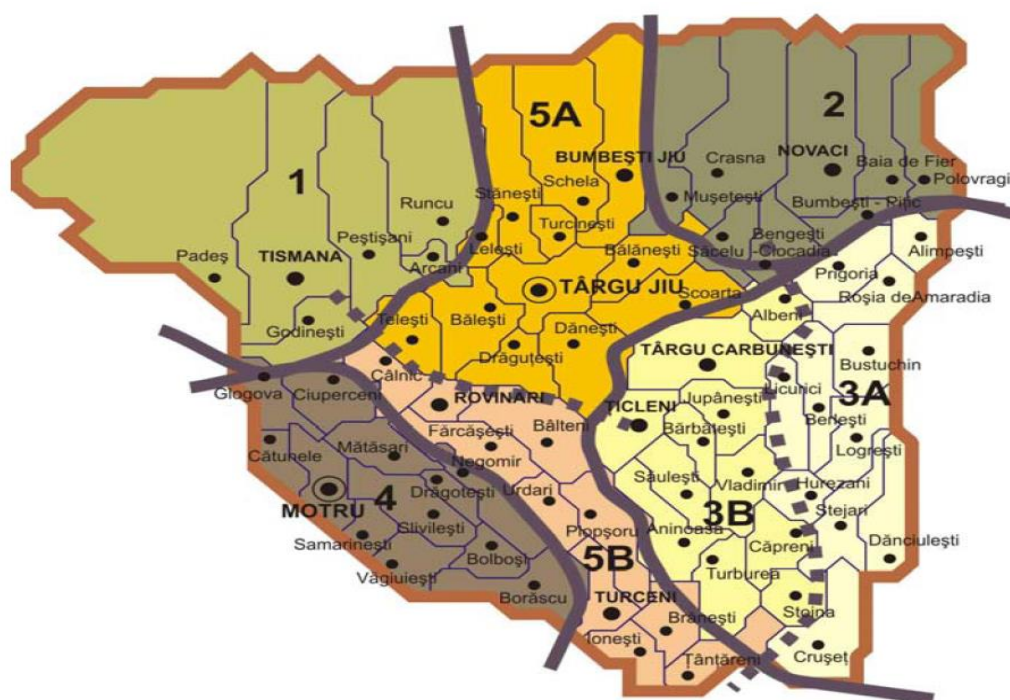 5A
2
BUMBEȘTI JIU
Crasna
NOVACI
Baia de Fier
Polovragi
1
Schela
Stănești
Mușetești
Runcu
Turcinești
Bumbești - Pițic
Peștișani
Lelești
Bălănești
Săcelu
Bengești
-Ciocadia
Alimpești
Padeș
TISMANA
Arcani
Prigoria
TÂRGU JIU
Scoarța
Roșia deAmaradia
Albeni
Godinești
Telești
Bălești
Dănești
Drăguțești
TÂRGU CARBUNEȘTI
Bustuchin
Glogova
Ciuperceni
Câlnic
Licurici
3A
ROVINARI
Jupânești
ȚICLENI
Berlești
Fărcășești
Bâlteni
Bărbătești
Logrești
Cătunele
Mătăsari
Negomir
Săulești
Vladimir
Hurezani
Drăgotești
Urdari
4
MOTRU
Slivilești
Plopșoru
Aninoasa
3B
Stejari
Samarinești
Căpreni
Dănciulești
Bolboși
5B
Turburea
Văgiuiești
Borăscu
TURCENI
Stoina
Brănești
Ionești
Țânțăreni
Crușeț